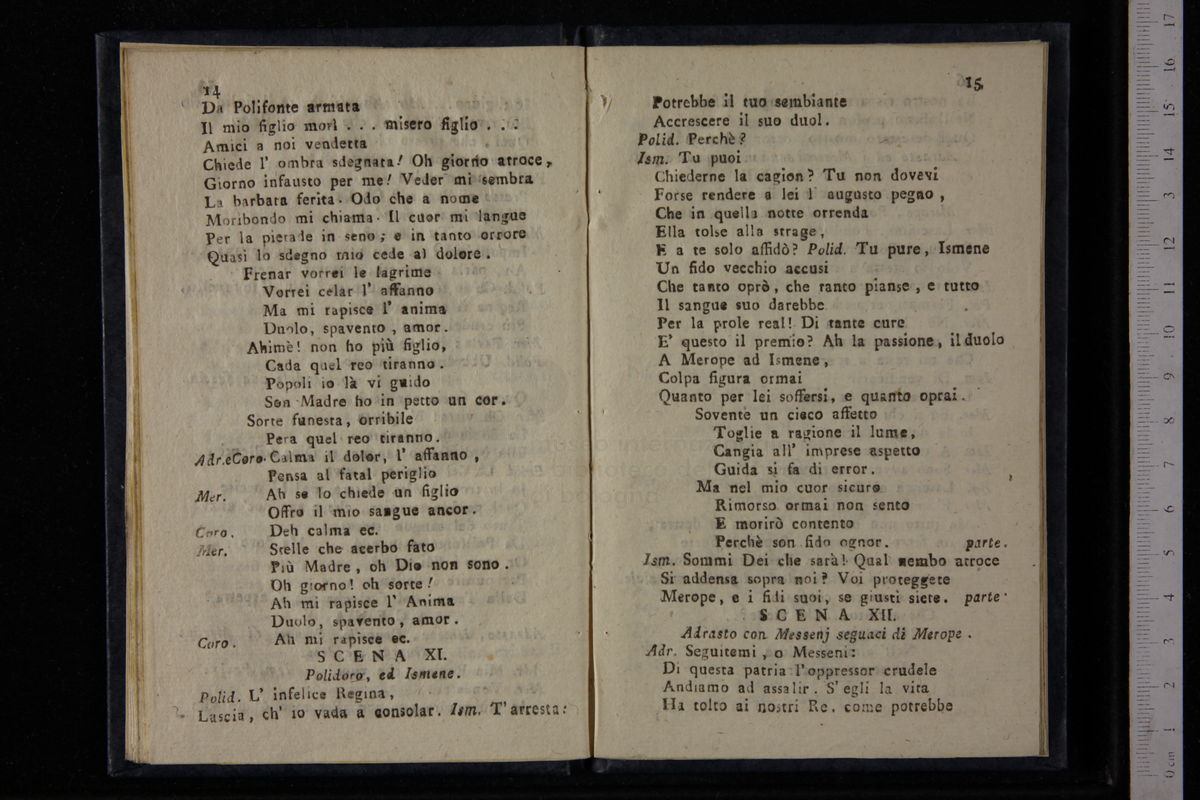 14
Da Polifonte armata
Il mio figlio morì . . . misero figlio . . .
Amici a noi vendetta
Chiede l' ombra sdegnata! Oh giorno atroce,
Giorno infausto per me! Veder mi sembra
La barbara ferita. Odo che a nome
Moribondo mi chiama. Il cuor mi langue
Per la pietade in seno; e in tanto orrore
Quasi lo sdegno mio cede al dolore.
Frenar vorrei le lagrime
Vorrei celar l' affanno
Ma mi rapisce l' anima
Duolo, spavento, amor.
Ahimè! non ho più figlio,
Cada quel reo tiranno.
Popoli io là vi guido
Son Madre ho in petto un cor.
Sorte funesta, orribile
Pera quel reo tiranno.
Adr.eCoro. Calma il dolor, l' affanno,
Pensa al fatal periglio
Mer. Ah se lo chiede un figlio
Offro il mio sangue ancor.
Coro. Deh calma ec.
Mer. Stelle che acerbo fato
Più Madre, oh Dio non sono.
Oh giorno! oh sorte!
Ah mi rapisce l' Anima
Duolo, spavento, amor.
Coro. Ah mi rapisce ec.
SCENA XI.
Polidoro, ed Ismene.
Polid. L' infelice Regina,
Lascia, ch' io vada a consolar. Ism. T' arresta:
15
Potrebbe il tuo sembiante
Accrescere il suo duol.
Polid. Perchè?
Ism. Tu puoi
Chiederne la cagion? Tu non dovevi
Forse rendere a lei l' augusto pegno,
Che in quella notte orrenda
Ella tolse alla strage,
E a te solo affidò? Polid. Tu pure, Ismene
Un fido vecchio accusi
Che tanto oprò, che tanto pianse, e tutto
Il sangue suo darebbe
Per la prole real! Di tante cure
E' questo il premio? Ah la passione, il duolo
A Merope ad Ismene,
Colpa figura ormai
Quanto per lei soffersi, e quanto oprai.
Sovente un cieco affetto
Toglie a ragione il lume,
Cangia all' imprese aspetto
Guida si fa di error.
Ma nel mio cuor sicuro
Rimorso ormai non sento
E morirò contento
Perchè son fido ognor. parte.
Ism. Sommi Dei che sarà! Qual nembo atroce
Si addensa sopra noi? Voi proteggete
Merope, e i fidi suoi, se giusti siete. parte.
SCENA XII.
Adrasto con Messenj seguaci di Merope.
Adr. Seguitemi, o Messeni:
Di questa patria l'oppressor crudele
Andiamo ad assalir. S' egli la vita
Ha tolto ai nostri Re, come potrebbe